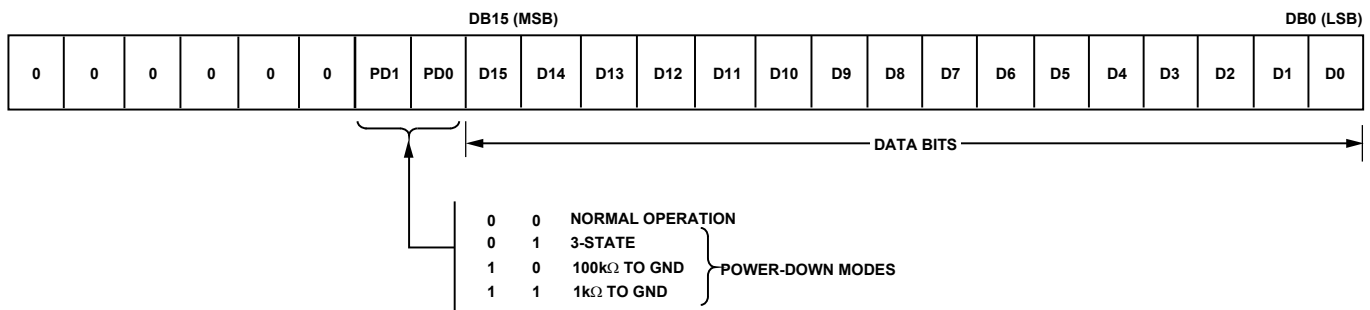 DB15 (MSB) DB0 (LSB)
0 0 0 0 0 0 PD1 PD0 D15 D14 D13 D12 D11 D10 D9 D8 D7 D6 D5 D4 D3 D2 D1 D0
DATA BITS
0 0 NORMAL OPERATION
0 1 3-STATE
1 0 100kΩ TO GND
1 1 1kΩ TO GND
POWER-DOWN MODES